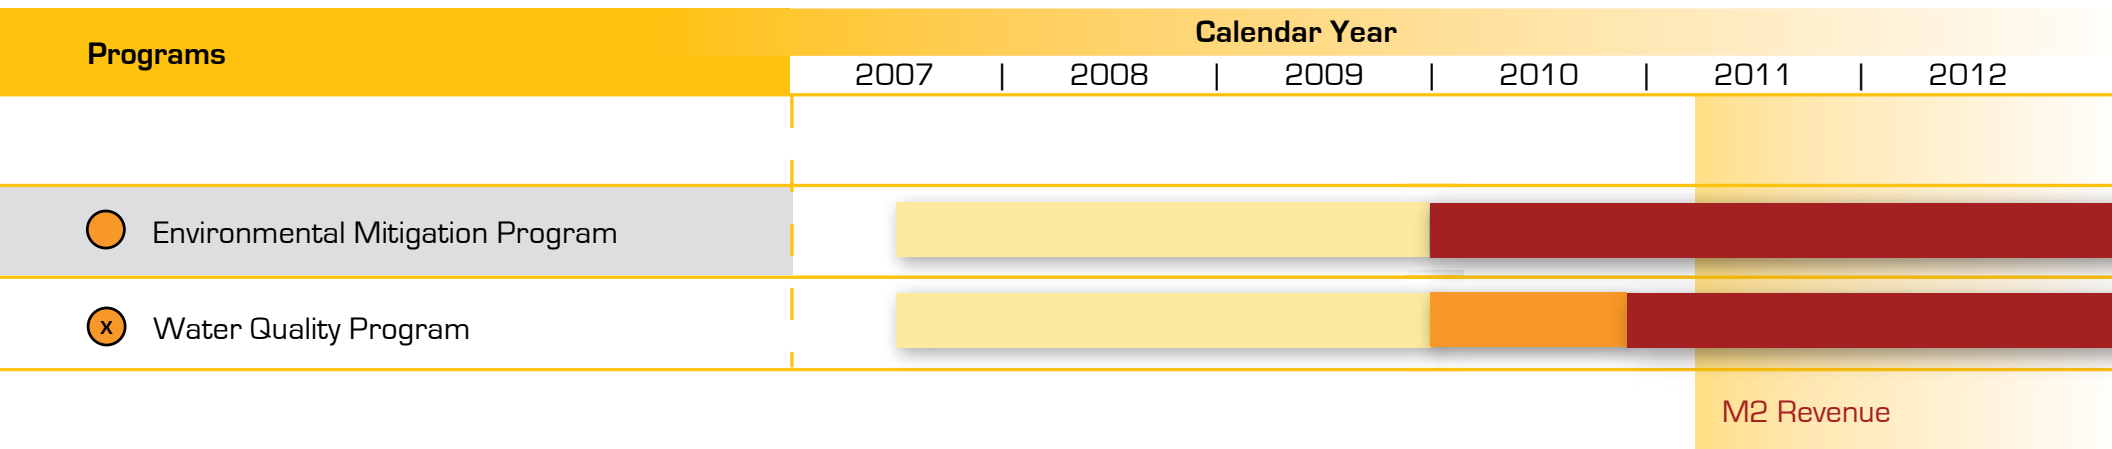 Calendar Year
Programs
2007 | 2008 | 2009 | 2010 | 2011 | 2012
Environmental Mitigation Program
x Water Quality Program
M2 Revenue